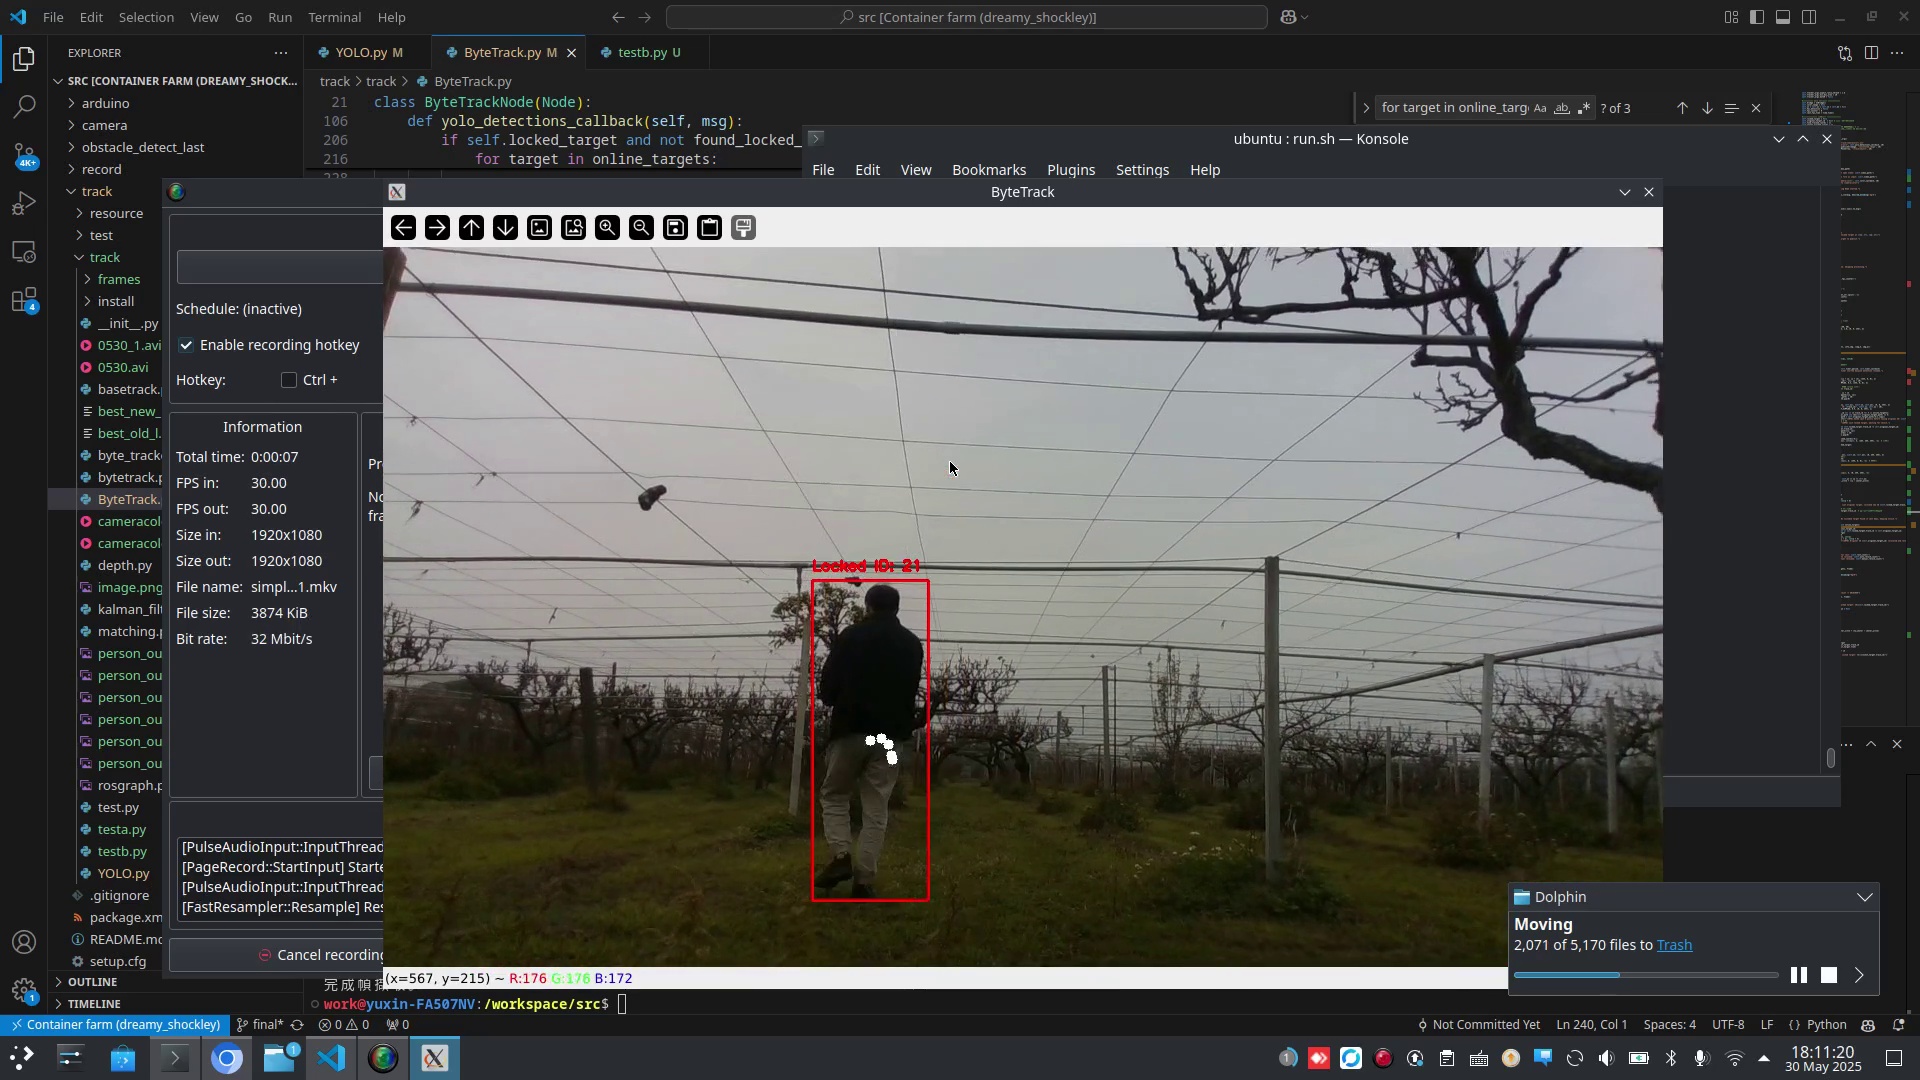 File Edit Selection View Go Run Terminal Help
src [Container farm (dreamy_shockley)]
EXPLORER
YOLO.py M
ByteTrack.py M
testb.py U
SRC [CONTAINER FARM (DREAMY_SHOCK...
track > track > ByteTrack.py
arduino
camera
obstacle_detect_last
record
track
resource
test
track
frames
install
__init__.py
0530_1.avi
0530.avi
basetrack.
best_new_
best_old_l.
byte_track
bytetrack.p
ByteTrack.
cameracol
cameracol
depth.py
image.png
kalman_filt
matching.p
person_ou
person_ou
person_ou
person_ou
person_ou
person_ou
rosgraph.p
test.py
testa.py
testb.py
YOLO.py
.gitignore
package.xm
README.md
setup.cfg
OUTLINE
TIMELINE
4K+
4
1
21 class ByteTrackNode(Node):
106 def yolo_detections_callback(self, msg):
206 if self.locked_target and not found_locked_
216 for target in online_targets:
228
for target in online_targ
Aa ab
? of 3
ubuntu : run.sh — Konsole
File Edit View Bookmarks Plugins Settings Help
ByteTrack
Schedule: (inactive)
Enable recording hotkey
Hotkey: Ctrl +
Information
Total time: 0:00:07
FPS in: 30.00
FPS out: 30.00
Size in: 1920x1080
Size out: 1920x1080
File name: simpl...1.mkv
File size: 3874 KiB
Bit rate: 32 Mbit/s
Pr
No
fra
[PulseAudioInput::InputThread
[PageRecord::StartInput] Starte
[PulseAudioInput::InputThread
[FastResampler::Resample] Res
Cancel recording
Locked ID: 21
(x=567, y=215) ~ R:176 G:176 B:172
work@yuxin-FA507NV:/workspace/src$
Dolphin
Moving
2,071 of 5,170 files to Trash
Container farm (dreamy_shockley)
final*
0 0
0
Not Committed Yet
Ln 240, Col 1
Spaces: 4
UTF-8
LF
Python
1
1
18:11:20
30 May 2025